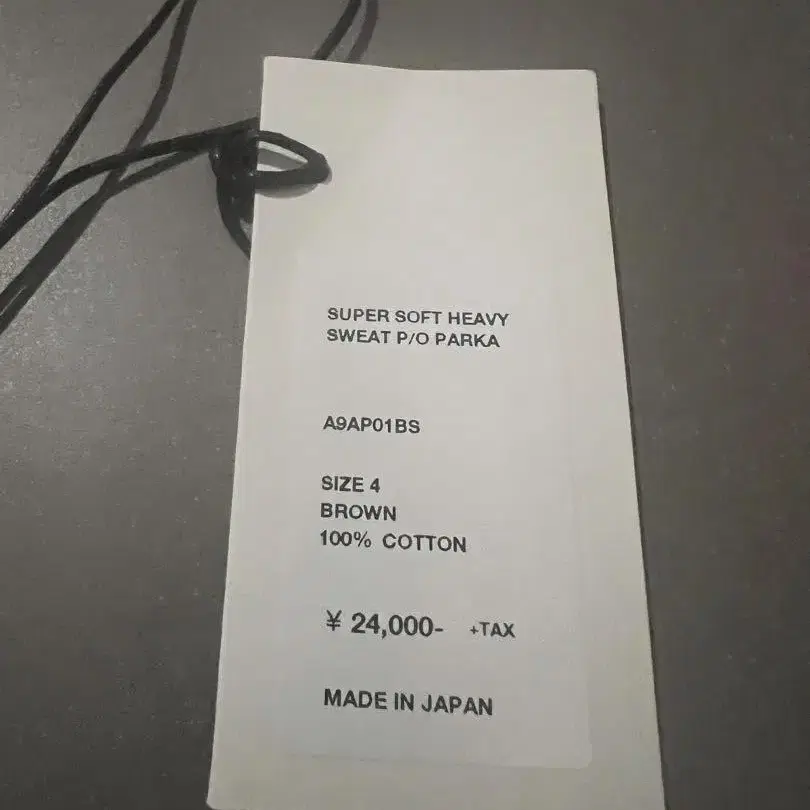 SUPER SOFT HEAVY
SWEAT P/O PARKA
A9AP01BS
SIZE 4
BROWN
100% COTTON
¥ 24,000- +TAX
MADE IN JAPAN